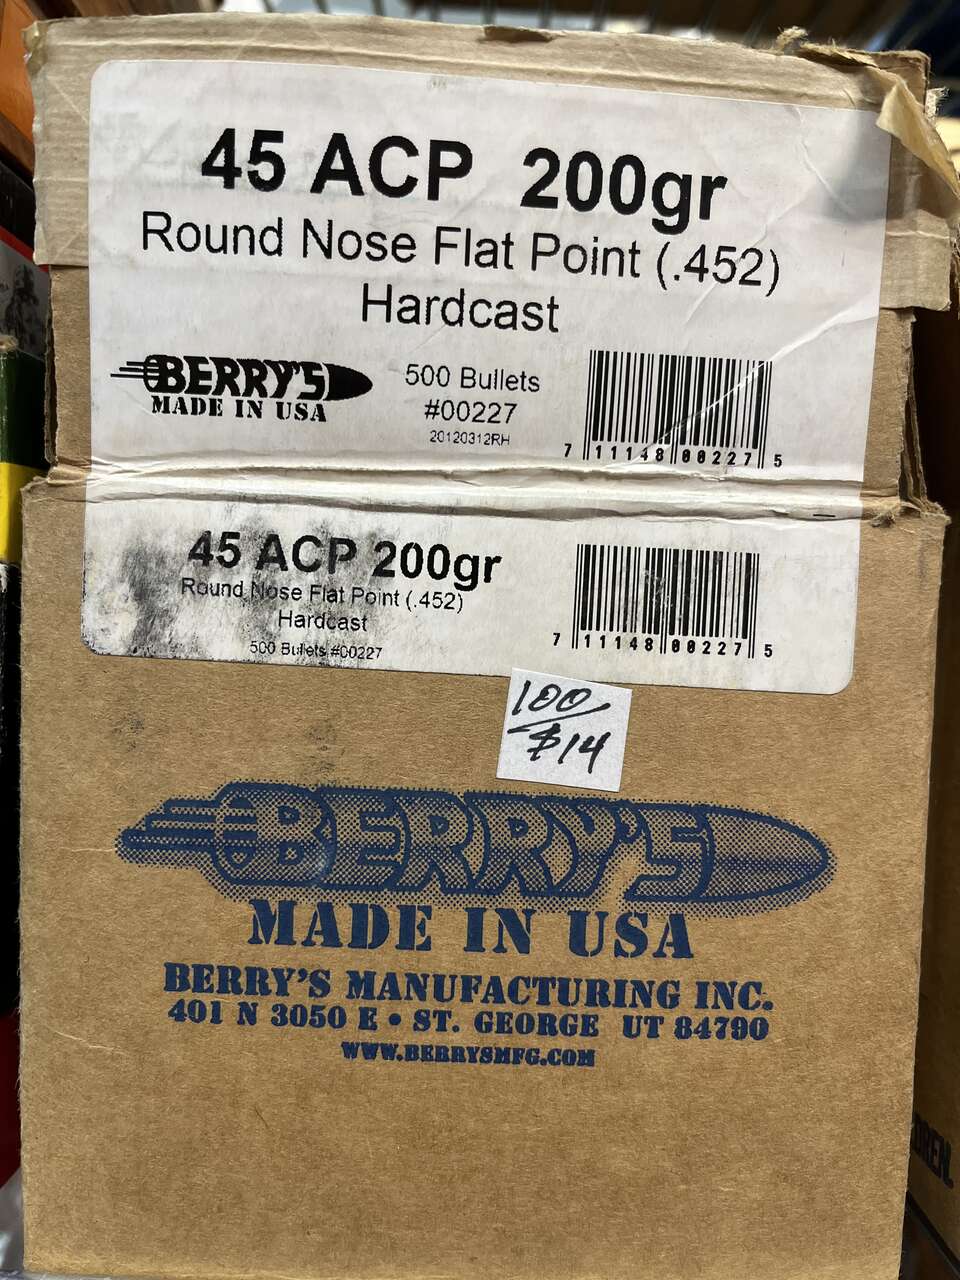 45 ACP 200gr
Round Nose Flat Point (.452)
Hardcast
BERRY'S
MADE IN USA
500 Bullets
#00227
20120312RH
7 11148 00227 5
45 ACP 200gr
Round Nose Flat Point (.452)
Hardcast
500 Bullets #00227
7 11148 00227 5
100/
$14
BERRY'S
MADE IN USA
BERRY'S MANUFACTURING INC.
401 N 3050 E • ST. GEORGE UT 84790
WWW.BERRYSMFG.COM